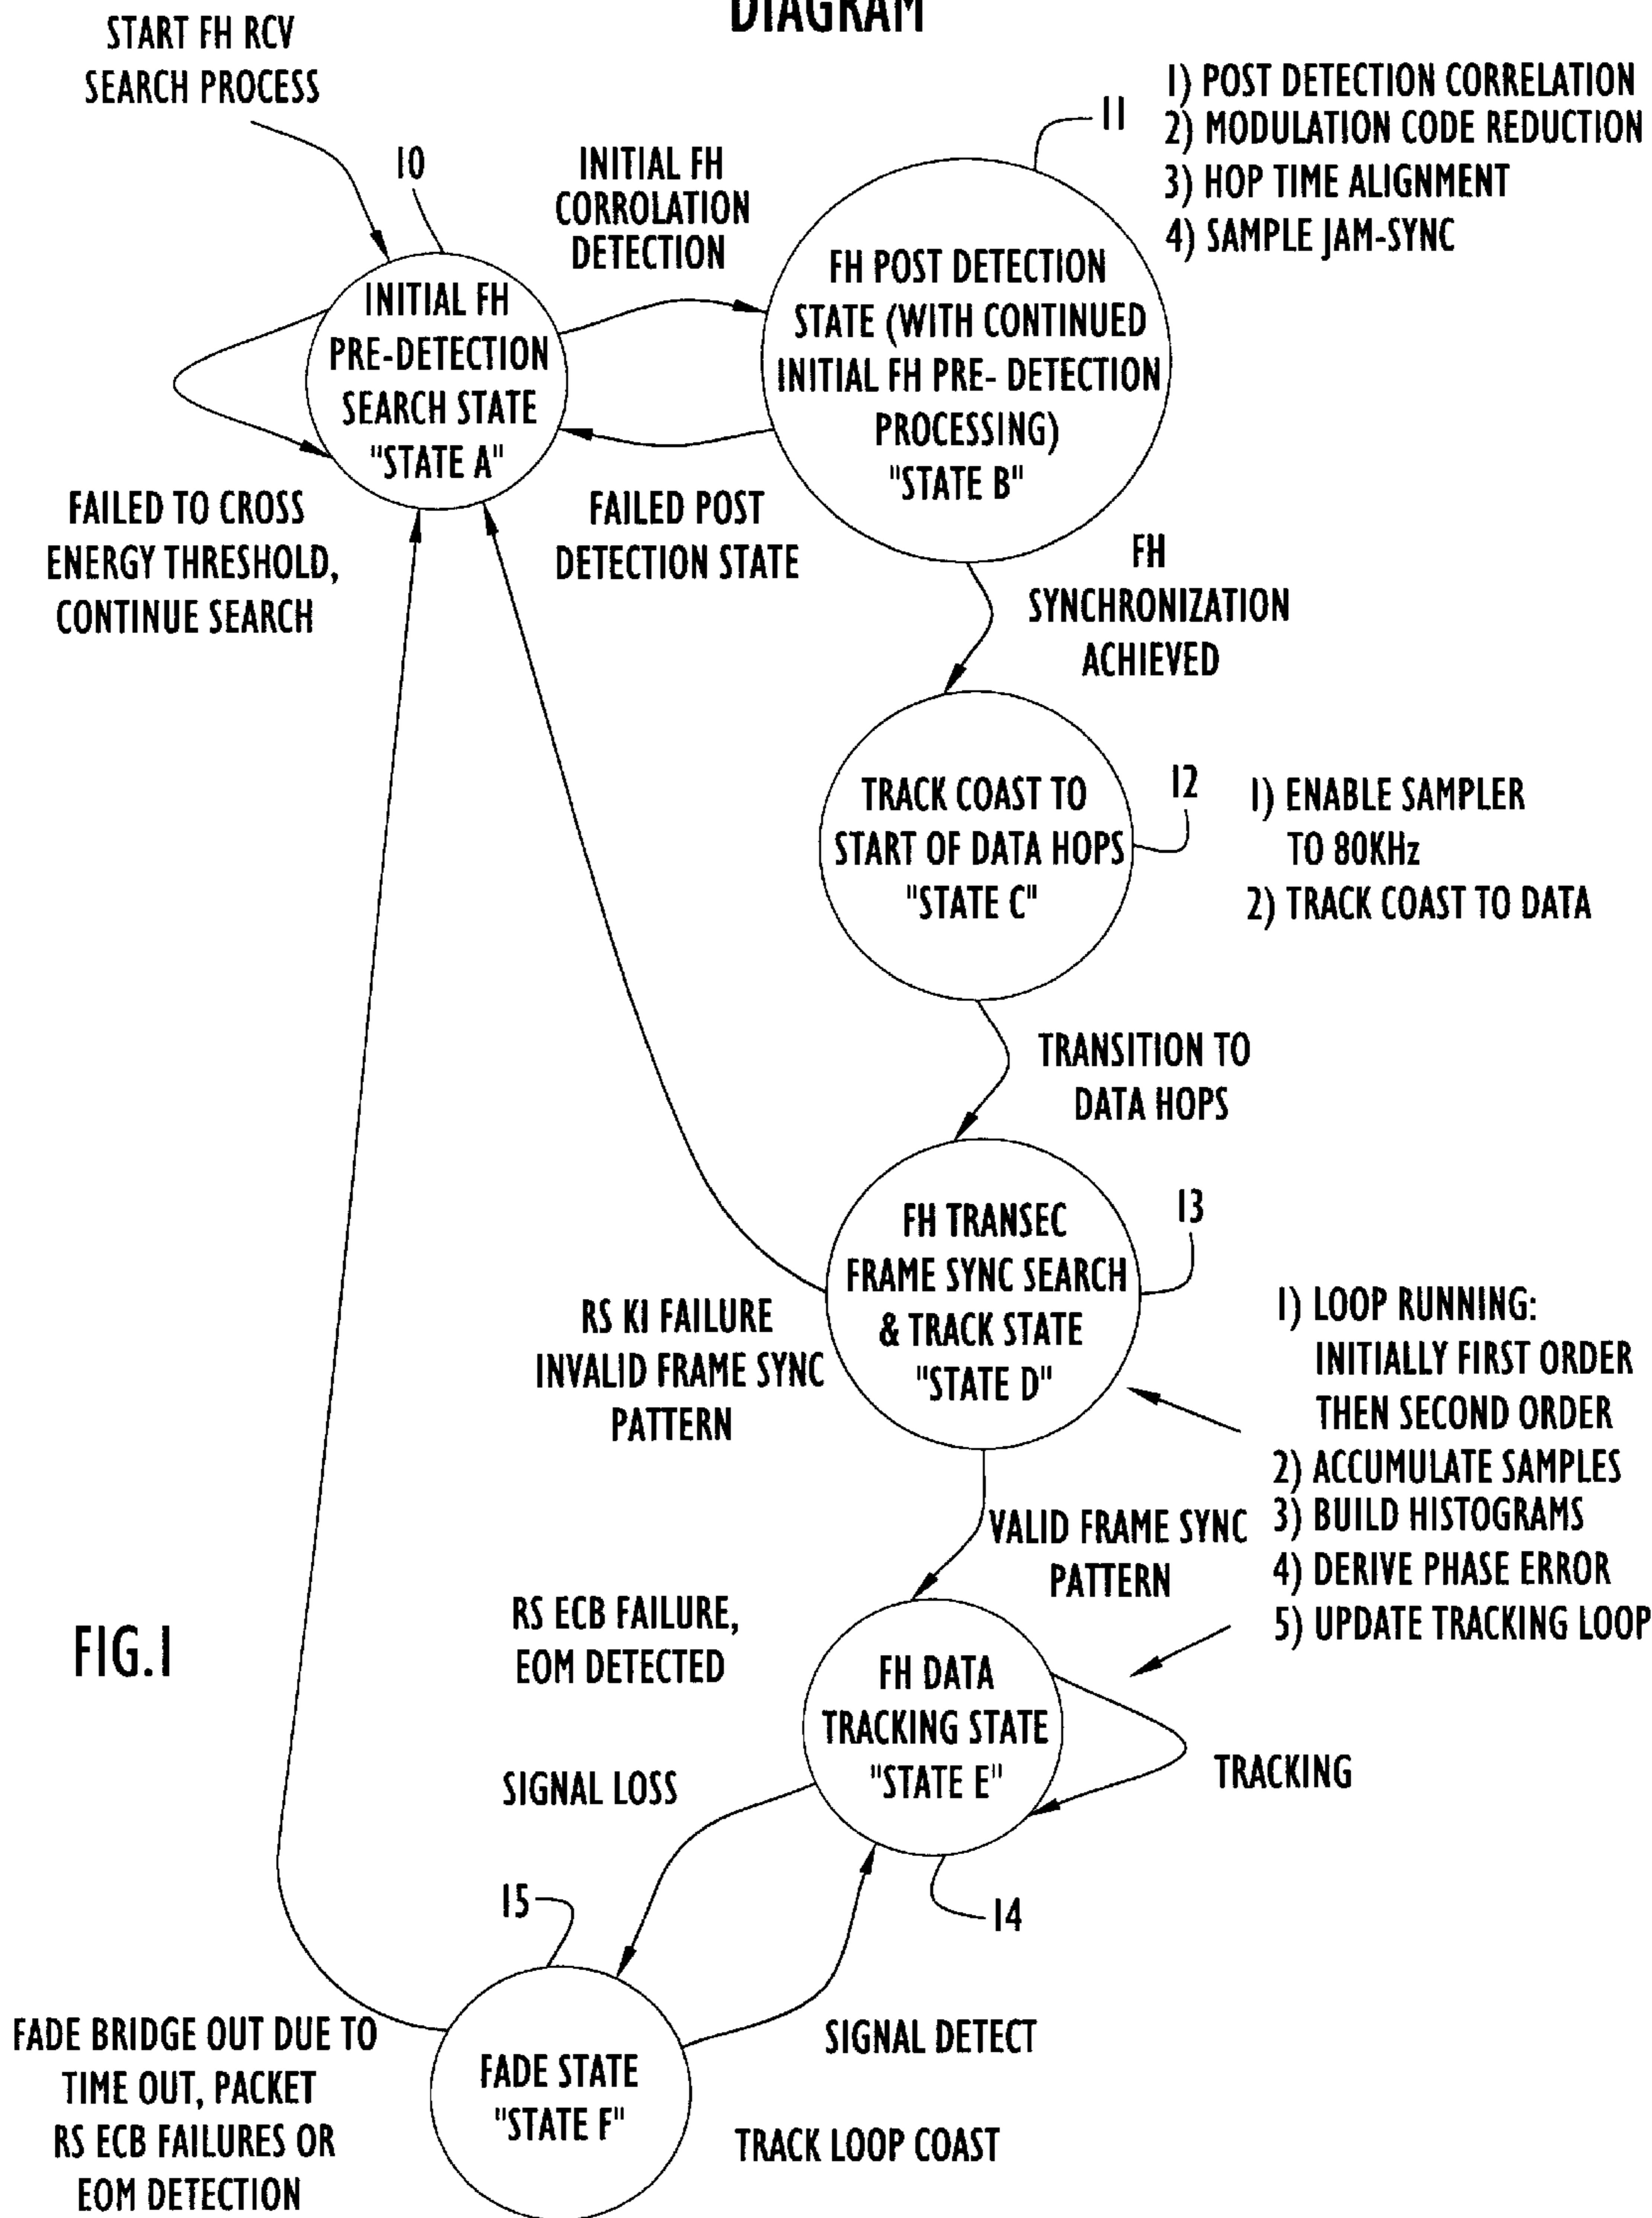 DIAGRAM
START FH RCV
SEARCH PROCESS
10
INITIAL FH
CORROLATION
DETECTION
11
1) POST DETECTION CORRELATION
2) MODULATION CODE REDUCTION
3) HOP TIME ALIGNMENT
4) SAMPLE JAM-SYNC
INITIAL FH
PRE-DETECTION
SEARCH STATE
"STATE A"
FH POST DETECTION
STATE (WITH CONTINUED
INITIAL FH PRE- DETECTION
PROCESSING)
"STATE B"
FAILED TO CROSS
ENERGY THRESHOLD,
CONTINUE SEARCH
FAILED POST
DETECTION STATE
FH
SYNCHRONIZATION
ACHIEVED
TRACK COAST TO
START OF DATA HOPS
"STATE C"
12
1) ENABLE SAMPLER
TO 80KHz
2) TRACK COAST TO DATA
TRANSITION TO
DATA HOPS
FH TRANSEC
FRAME SYNC SEARCH
& TRACK STATE
"STATE D"
13
RS KI FAILURE
INVALID FRAME SYNC
PATTERN
1) LOOP RUNNING:
INITIALLY FIRST ORDER
THEN SECOND ORDER
2) ACCUMULATE SAMPLES
3) BUILD HISTOGRAMS
4) DERIVE PHASE ERROR
5) UPDATE TRACKING LOOP
VALID FRAME SYNC
PATTERN
RS ECB FAILURE,
EOM DETECTED
FIG.1
FH DATA
TRACKING STATE
"STATE E"
TRACKING
SIGNAL LOSS
15
14
FADE BRIDGE OUT DUE TO
TIME OUT, PACKET
RS ECB FAILURES OR
EOM DETECTION
FADE STATE
"STATE F"
SIGNAL DETECT
TRACK LOOP COAST